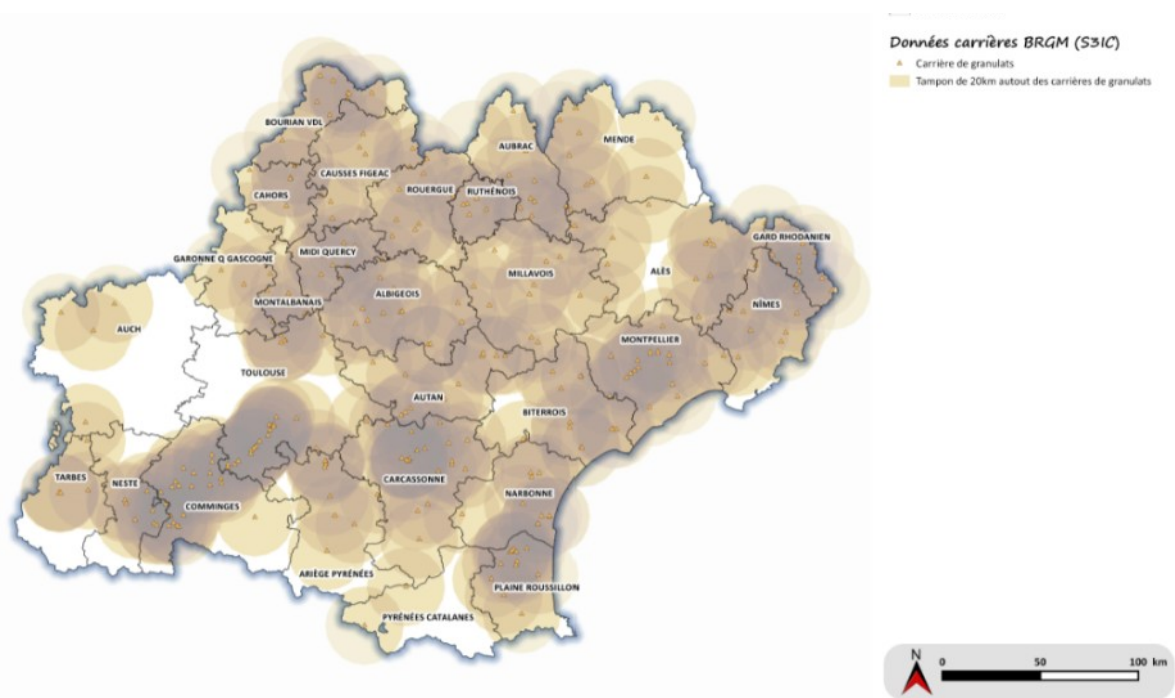 Données carrières BRGM (S3IC)
Carrière de granulats
Tampon de 20km autout des carrières de granulats
BOURIAN VDL
AUBRAC
MENDE
CAUSSES FIGEAC
ROUERGUE
RUTHÉNOIS
CAHORS
GARD RHODANIEN
MIDI QUERCY
GARONNE Q GASCOGNE
MILLAVOIS
ALÈS
ALBIGEOIS
MONTALBANAIS
NÎMES
AUCH
MONTPELLIER
TOULOUSE
AUTAN
BITERROIS
TARBES
NESTE
CARCASSONNE
NARBONNE
COMMINGES
ARIÈGE PYRÉNÉES
PLAINE ROUSSILLON
PYRÉNÉES CATALANES
N
0 50 100 km